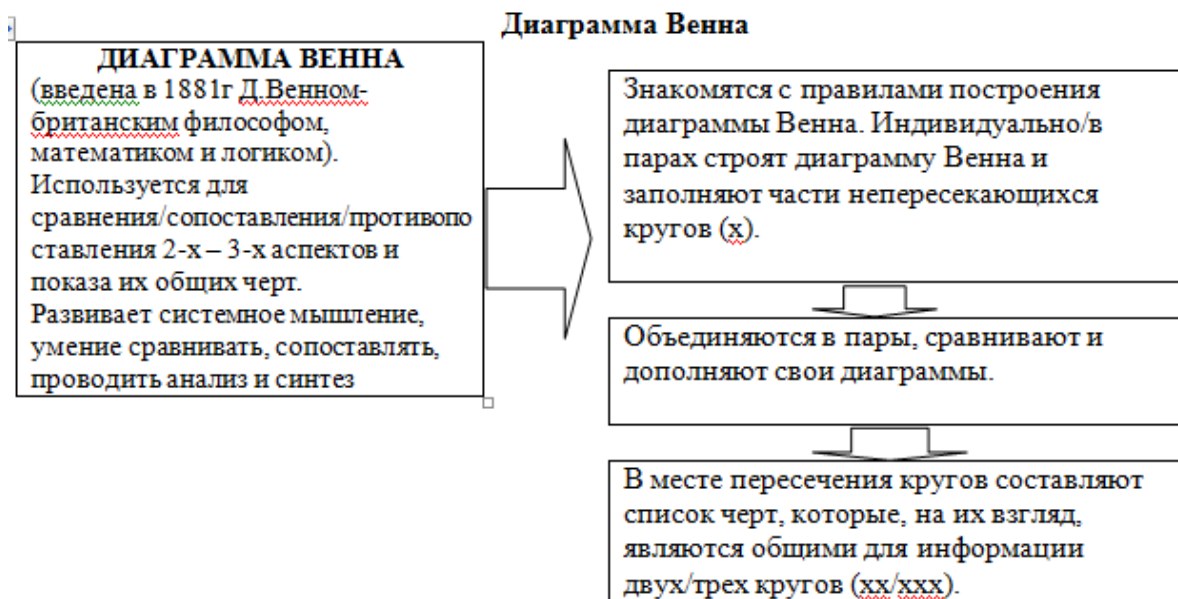 Диаграмма Венна
ДИАГРАММА ВЕННА
(введена в 1881г Д.Венном-
британским философом,
математиком и логиком).
Используется для
сравнения/сопоставления/противопо
ставления 2-х – 3-х аспектов и
показа их общих черт.
Развивает системное мышление,
умение сравнивать, сопоставлять,
проводить анализ и синтез
Знакомятся с правилами построения
диаграммы Венна. Индивидуально/в
парах строят диаграмму Венна и
заполняют части непересекающихся
кругов (х).
Объединяются в пары, сравнивают и
дополняют свои диаграммы.
В месте пересечения кругов составляют
список черт, которые, на их взгляд,
являются общими для информации
двух/трех кругов (хх/ххх).